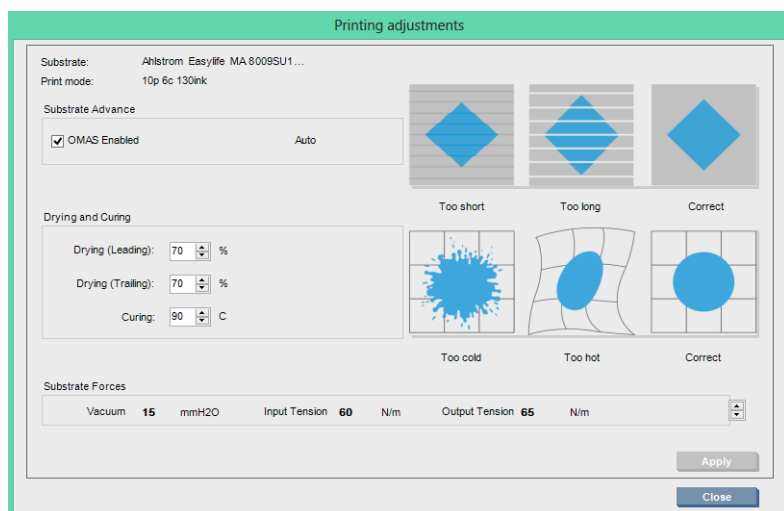 Printing adjustments
Substrate: Ahlstrom Easylife MA 8009SU1...
Print mode: 10p 6c 130ink
Substrate Advance
OMAS Enabled Auto
Too short Too long Correct
Drying and Curing
Drying (Leading): 70 %
Drying (Trailing): 70 %
Curing: 90 C
Too cold Too hot Correct
Substrate Forces
Vacuum 15 mmH2O Input Tension 60 N/m Output Tension 65 N/m
Apply
Close